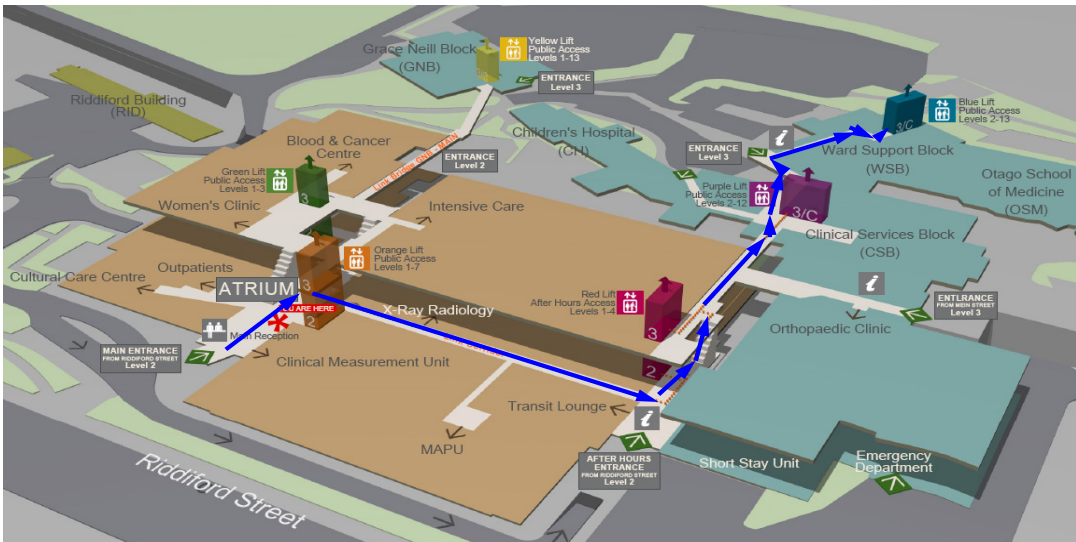 Yellow Lift
Public Access
Levels 1-13
Grace Neill Block
(GNB)
ENTRANCE
Level 3
Riddiford Building
(RID)
Blue Lift
Public Access
Levels 2-13
3/C
Children's Hospital
(CH)
Blood & Cancer
Centre
Link Bridge GNB - MAIN
ENTRANCE
Level 2
ENTRANCE
Level 3
i
Ward Support Block
(WSB)
Green Lift
Public Access
Levels 1-3
3
Purple Lift
Public Access
Levels 2-12
3/C
Otago School
of Medicine
(OSM)
Women's Clinic
Intensive Care
Clinical Services Block
(CSB)
Orange Lift
Public Access
Levels 1-7
Cultural Care Centre
Outpatients
ATRIUM
3
2
U ARE HERE
Main Reception
X-Ray Radiology
Red Lift
After Hours Access
Levels 1-4
3
2
i
ENTRANCE
FROM MEIN STREET
Level 3
Orthopaedic Clinic
MAIN ENTRANCE
FROM RIDDIFORD STREET
Level 2
Clinical Measurement Unit
Transit Lounge
i
MAPU
AFTER HOURS
ENTRANCE
FROM RIDDIFORD STREET
Level 2
Short Stay Unit
Emergency
Department
Riddiford Street